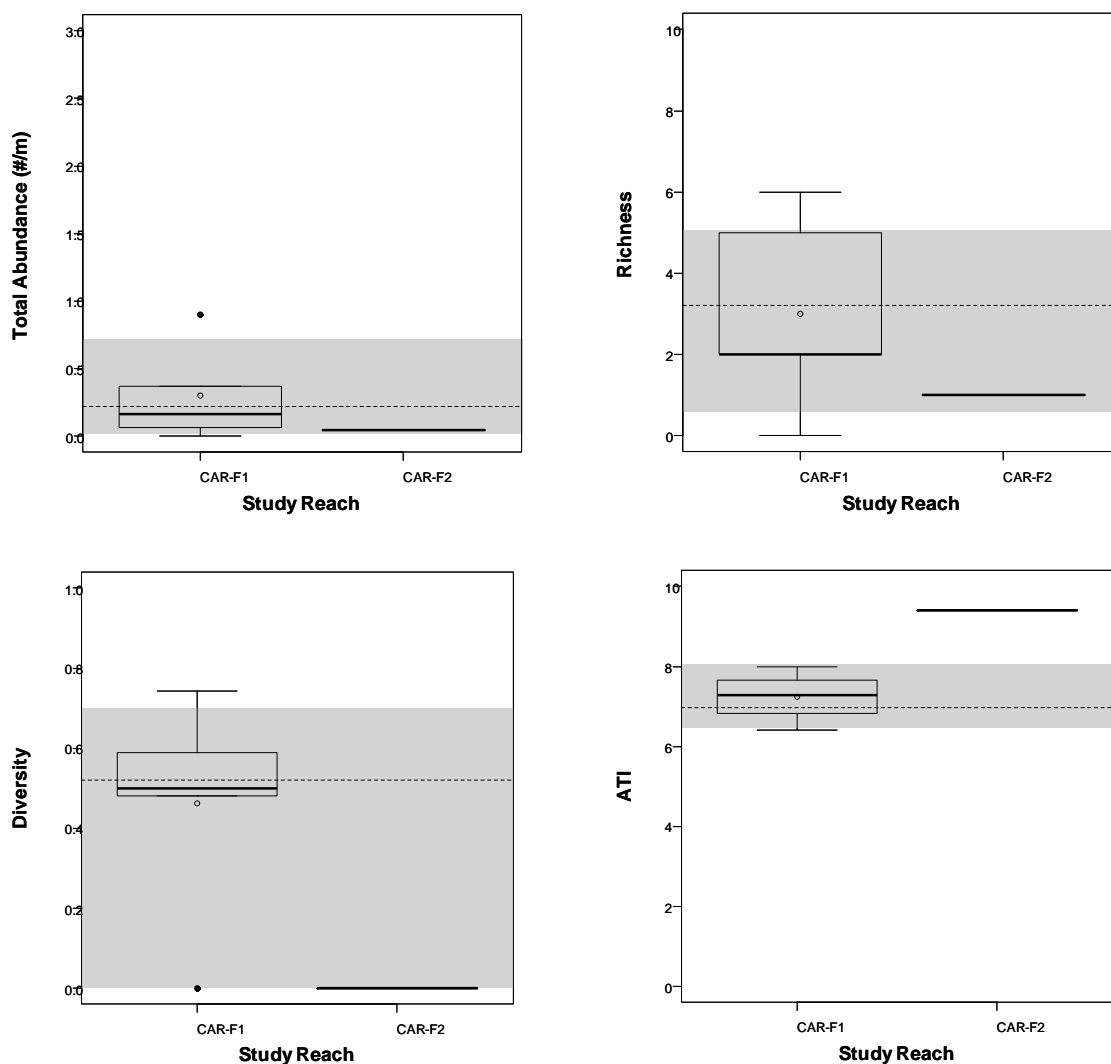 Total Abundance (#/m)
3.0
2.5
2.0
1.5
1.0
0.5
0.0
CAR-F1 CAR-F2
Study Reach
Richness
10
8
6
4
2
0
CAR-F1 CAR-F2
Study Reach
Diversity
1.0
0.8
0.6
0.4
0.2
0.0
CAR-F1 CAR-F2
Study Reach
ATI
10
8
6
4
2
0
CAR-F1 CAR-F2
Study Reach